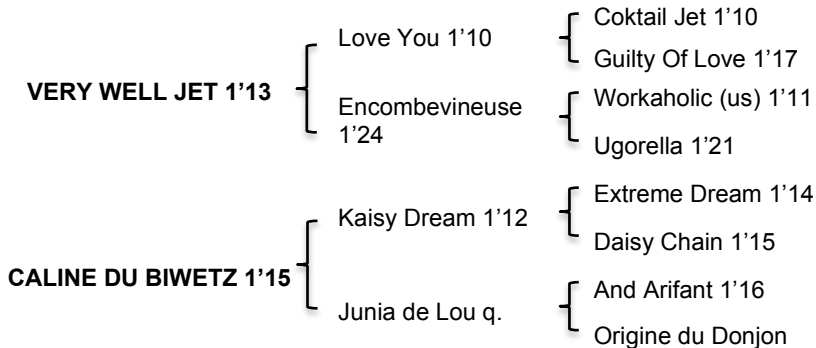 Coktail Jet 1’10
Love You 1’10
Guilty Of Love 1’17
VERY WELL JET 1’13
Encombevineuse
1’24
Workaholic (us) 1’11
Ugorella 1’21
Extreme Dream 1’14
Kaisy Dream 1’12
Daisy Chain 1’15
CALINE DU BIWETZ 1’15
And Arifant 1’16
Junia de Lou q.
Origine du Donjon